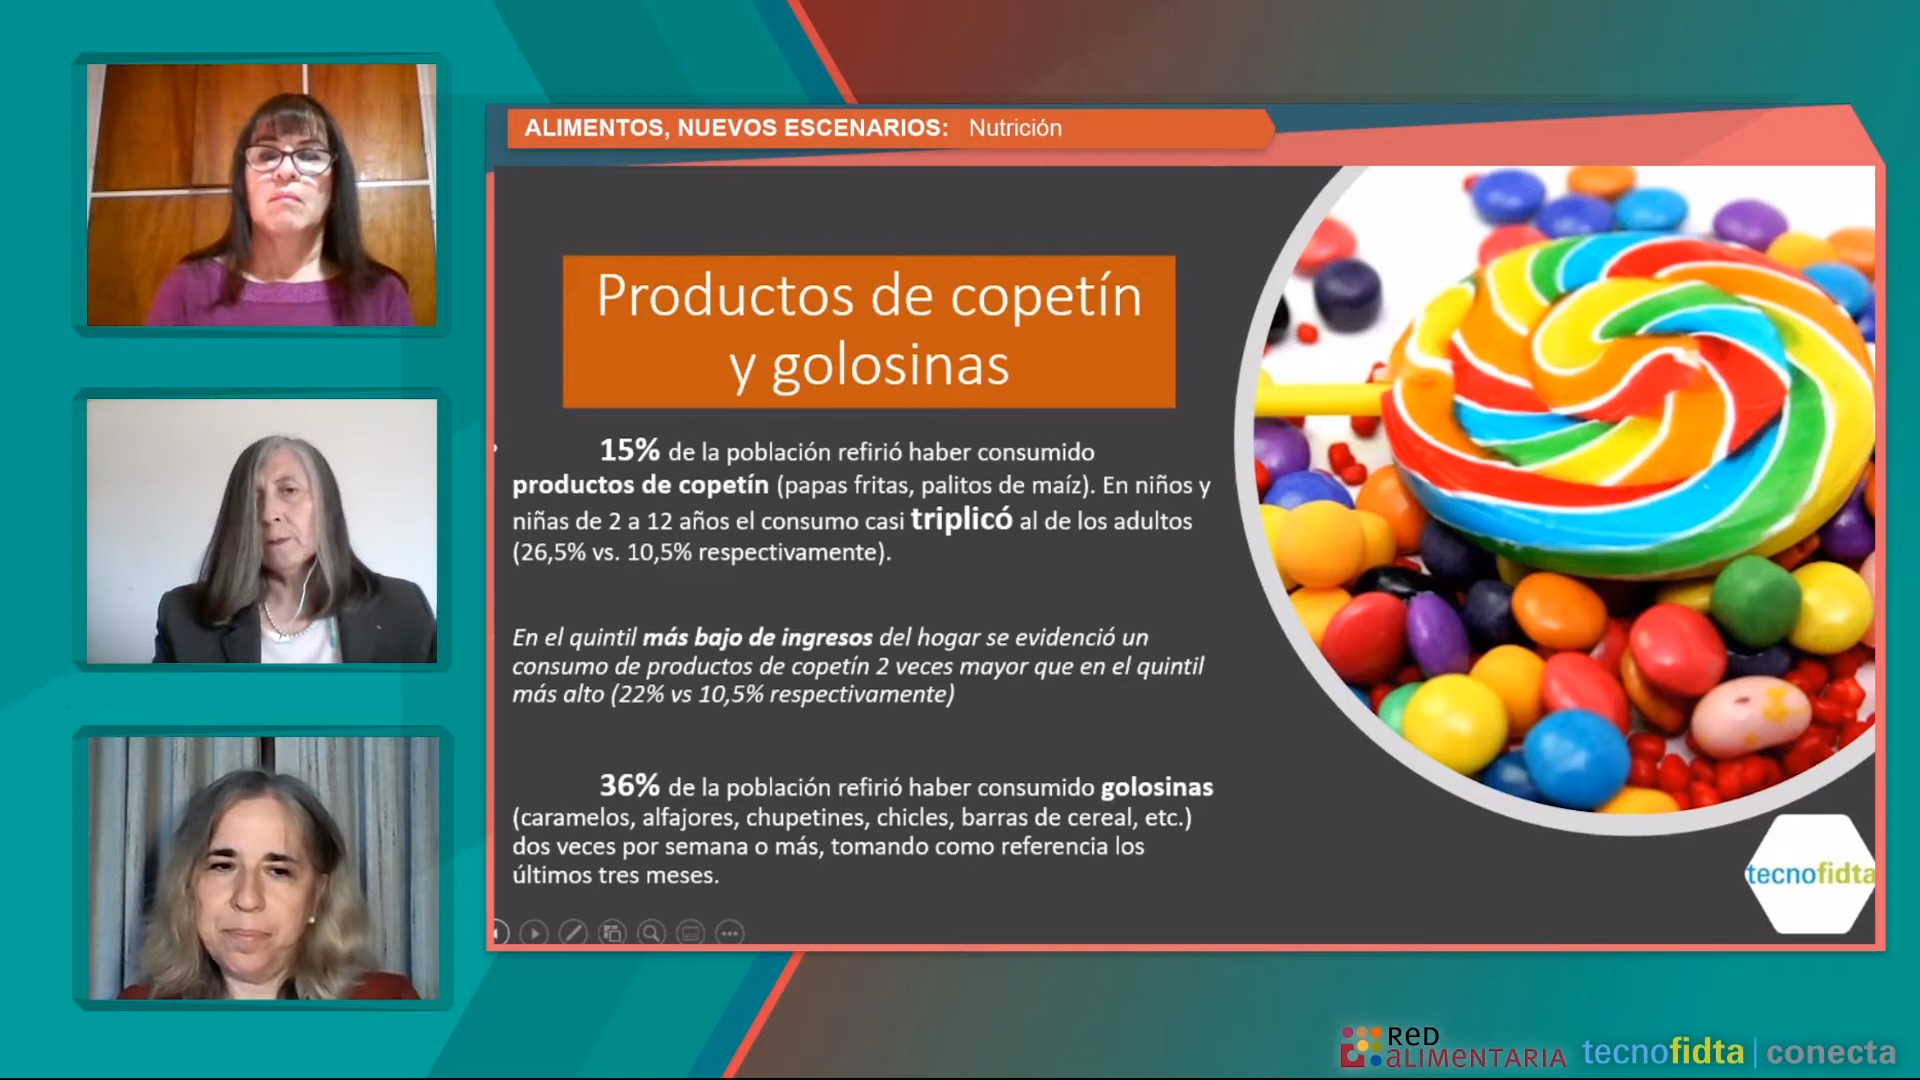 ALIMENTOS, NUEVOS ESCENARIOS: Nutrición
Productos de copetín
y golosinas
15% de la población refirió haber consumido
productos de copetín (papas fritas, palitos de maíz). En niños y
niñas de 2 a 12 años el consumo casi triplicó al de los adultos
(26,5% vs. 10,5% respectivamente).
En el quintil más bajo de ingresos del hogar se evidenció un
consumo de productos de copetín 2 veces mayor que en el quintil
más alto (22% vs 10,5% respectivamente)
36% de la población refirió haber consumido golosinas
(caramelos, alfajores, chupetines, chicles, barras de cereal, etc.)
dos veces por semana o más, tomando como referencia los
últimos tres meses.
tecnofidta
ReD
aLIMeNTaRIa
tecnofidta | conecta